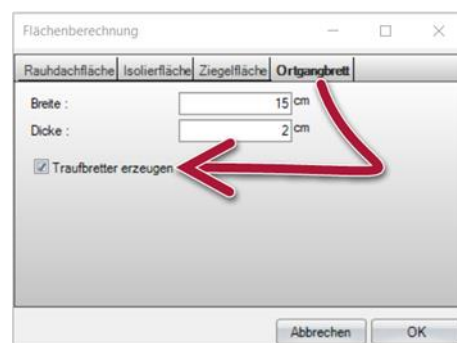 Flächenberechnung
Rauhdachfläche Isolierfläche Ziegelfläche Ortgangbrett
Breite : 15 cm
Dicke : 2 cm
Traufbretter erzeugen
Abbrechen OK